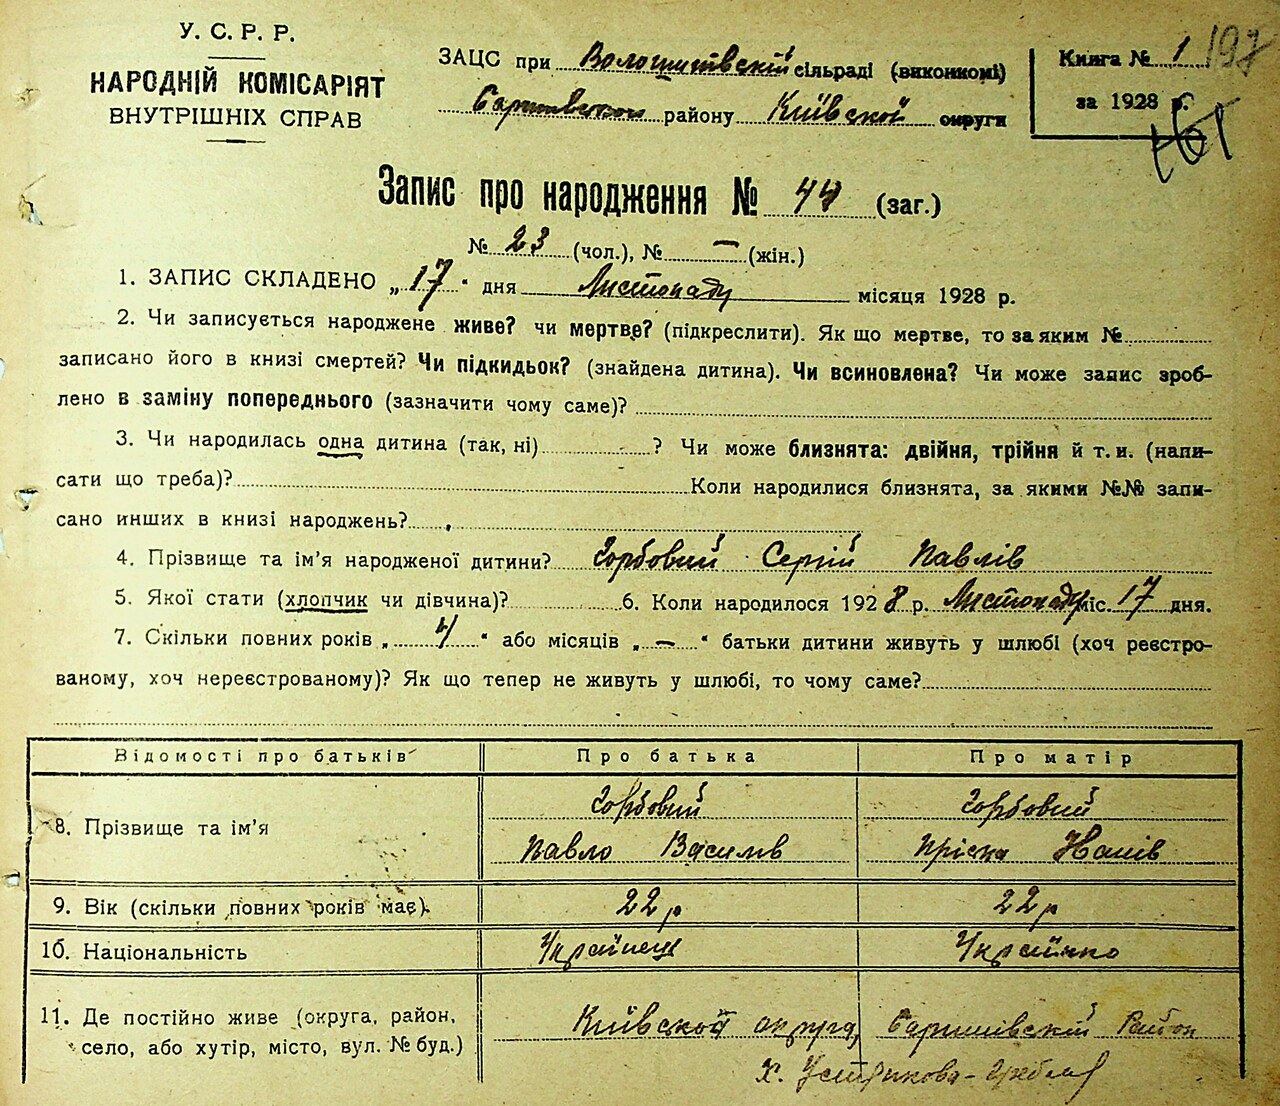 У. С. Р. Р.
НАРОДНІЙ КОМІСАРІЯТ
ВНУТРІШНІХ СПРАВ
ЗАЦС при Волошинівскій сільраді (виконкомі)
району Київської округи
Книга № 1 197
за 1928 р.
Запис про народження № 44 (заг.)
№ 23 (чол.), № — (жін.)
1. ЗАПИС СКЛАДЕНО „17" дня Листопаду місяця 1928 р.
2. Чи записується народжене живе? чи мертве? (підкреслити). Як що мертве, то за яким №
записано його в книзі смертей? Чи підкидьок? (знайдена дитина). Чи всиновлена? Чи може запис зроб-
лено в заміну попереднього (зазначити чому саме)?
3. Чи народилась одна дитина (так, ні) ? Чи може близнята: двійня, трійня й т. и. (напи-
сати що треба)? Коли народилися близнята, за якими №№ запи-
сано инших в книзі народжень?
4. Прізвище та ім'я народженої дитини? Горбовий Сергій Павлів
5. Якої стати (хлопчик чи дівчина)? 6. Коли народилося 1928 р. Листопаду міс. 17 дня.
7. Скільки повних років „ 4 " або місяців „ — " батьки дитини живуть у шлюбі (хоч реєстро-
ваному, хоч нереєстрованому)? Як що тепер не живуть у шлюбі, то чому саме?
Відомості про батьків Про батька Про матір
8. Прізвище та ім'я Горбовий Горбовий
Павло Василів Пріська
9. Вік (скільки повних років має). 22 р 22 р
10. Національність Українець Українко
11. Де постійно живе (округа, район, Київської округа, Баришівскій Район
село, або хутір, місто, вул. № буд.)
х. Устимкова-Гребля